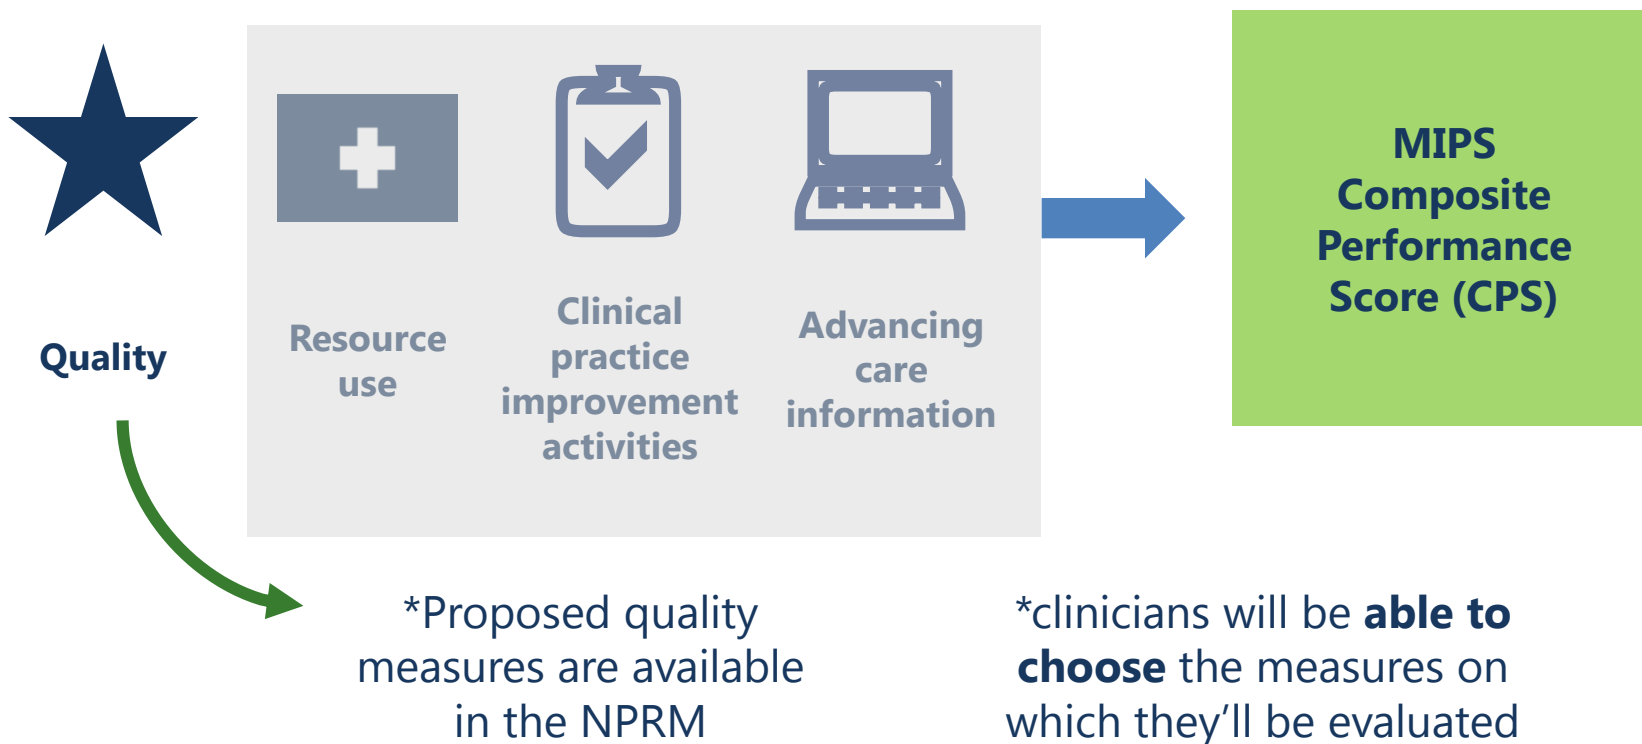 Quality
Resource
use
Clinical
practice
improvement
activities
Advancing
care
information
MIPS
Composite
Performance
Score (CPS)
*Proposed quality
measures are available
in the NPRM
*clinicians will be able to
choose the measures on
which they’ll be evaluated